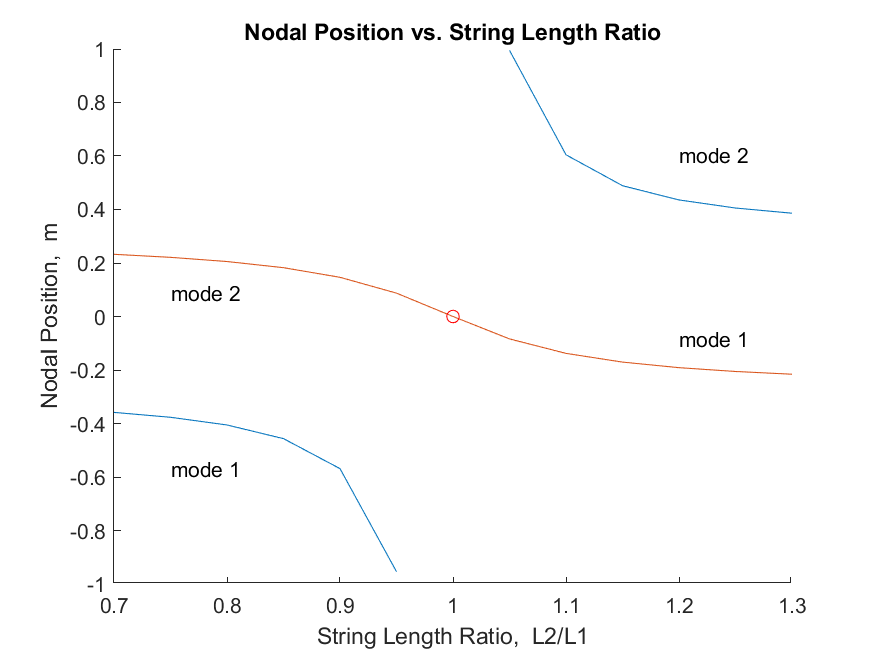 Nodal Position vs. String Length Ratio
1
0.8
0.6
0.4
0.2
0
-0.2
-0.4
-0.6
-0.8
-1
Nodal Position, m
mode 2
mode 2
mode 1
mode 1
0.7 0.8 0.9 1 1.1 1.2 1.3
String Length Ratio, L2/L1